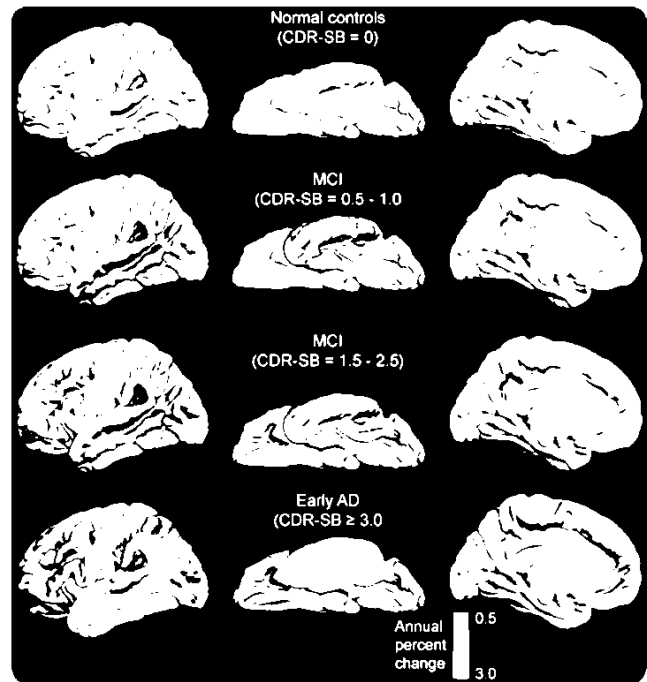 Normal controls
(CDR-SB = 0)
MCI
(CDR-SB = 0.5 - 1.0
MCI
(CDR-SB = 1.5 - 2.5)
Early AD
(CDR-SB ≥ 3.0
Annual
percent
change
0.5
3.0